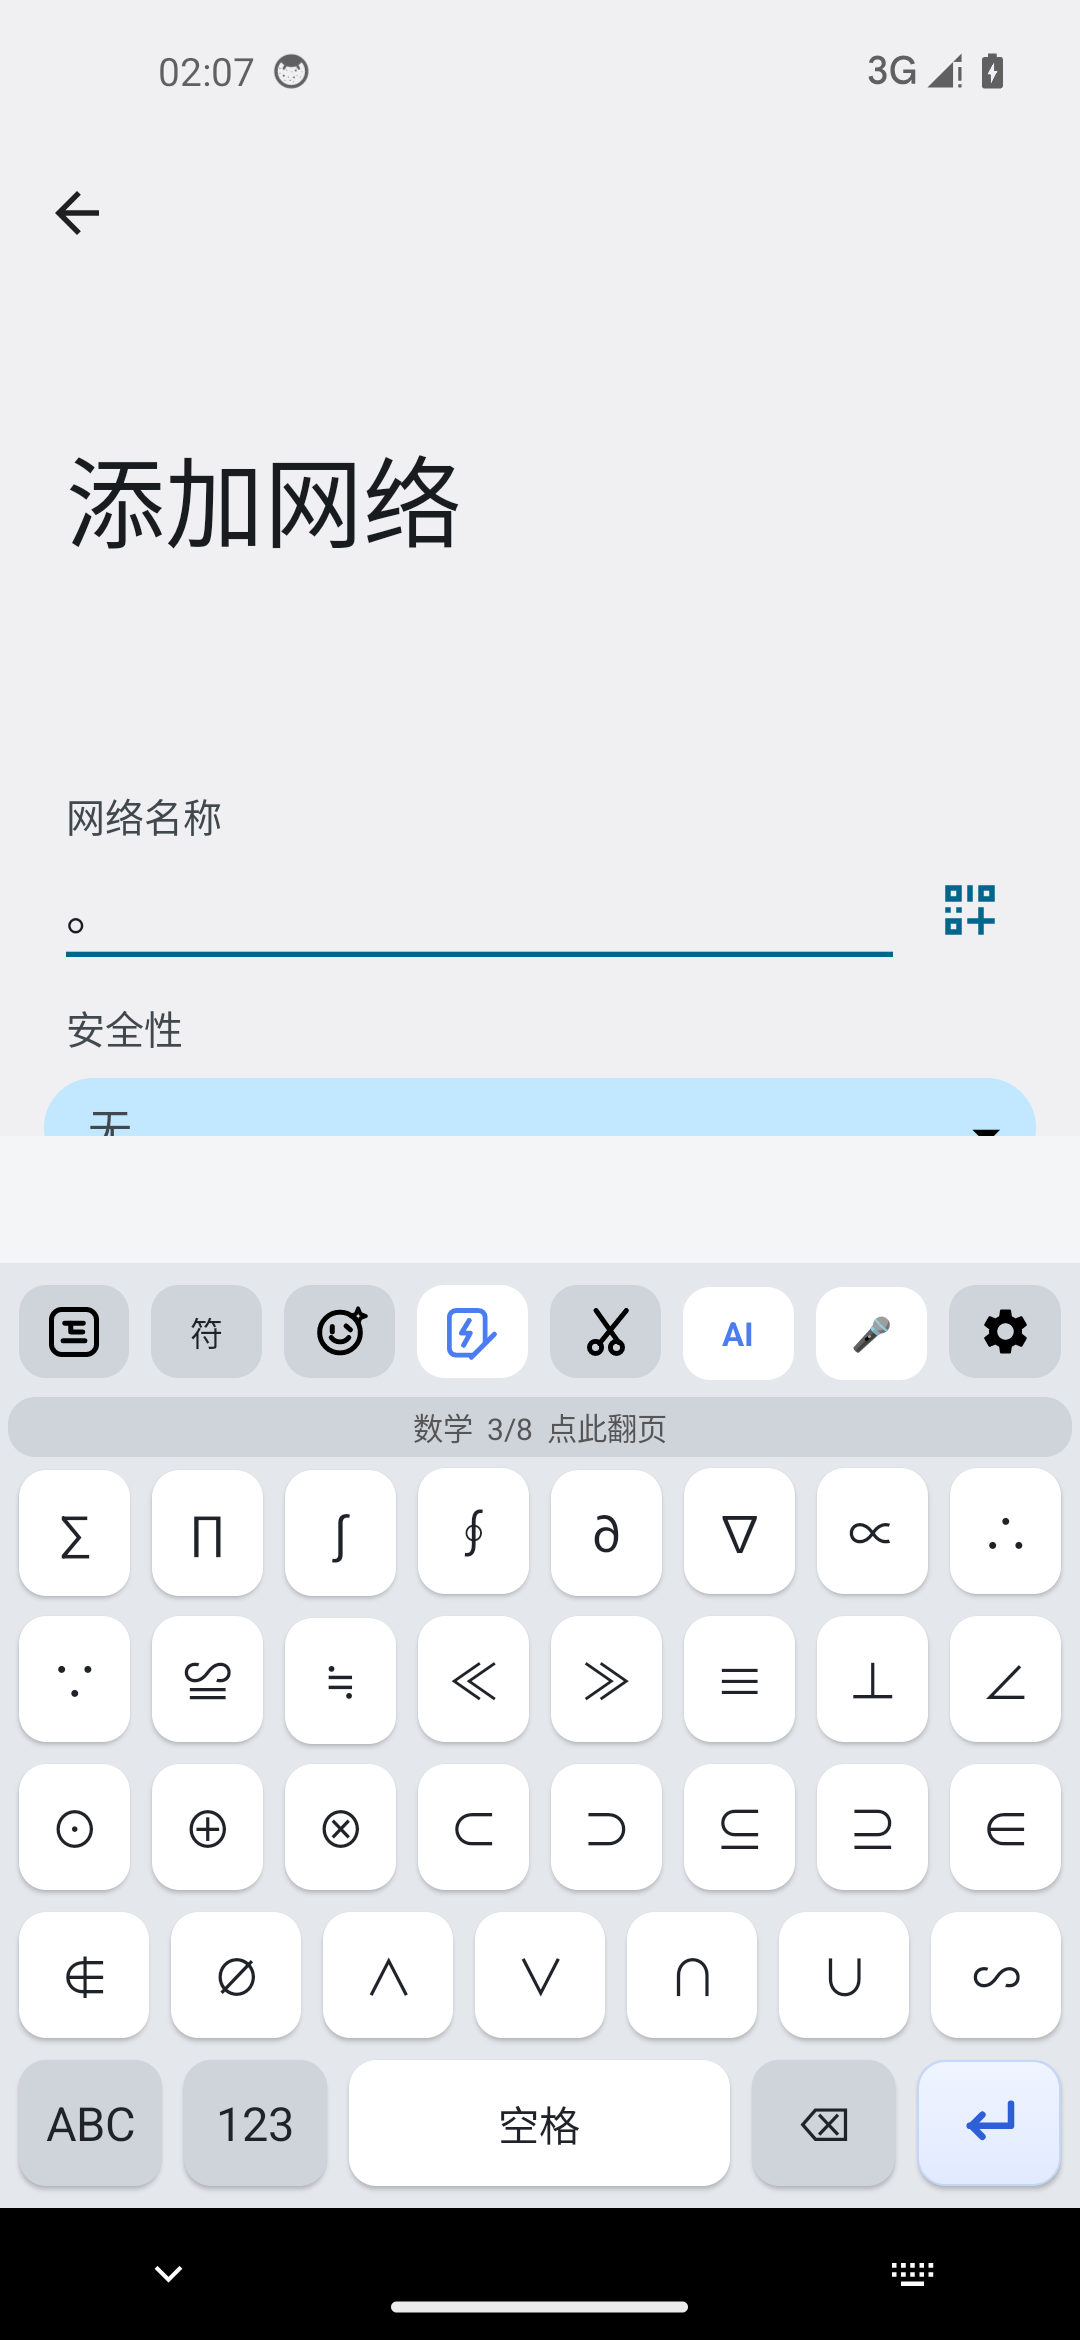 02:07 3G
添加网络
网络名称
。
安全性
无
符 AI
数学 3/8 点此翻页
∑ ∏ ∫ ∮ ∂ ∇ ∝ ∴
∵ ≌ ≒ ≪ ≫ ≡ ⊥ ∠
⊙ ⊕ ⊗ ⊂ ⊃ ⊆ ⊇ ∈
∉ ∅ ∧ ∨ ∩ ∪ ∽
ABC 123 空格